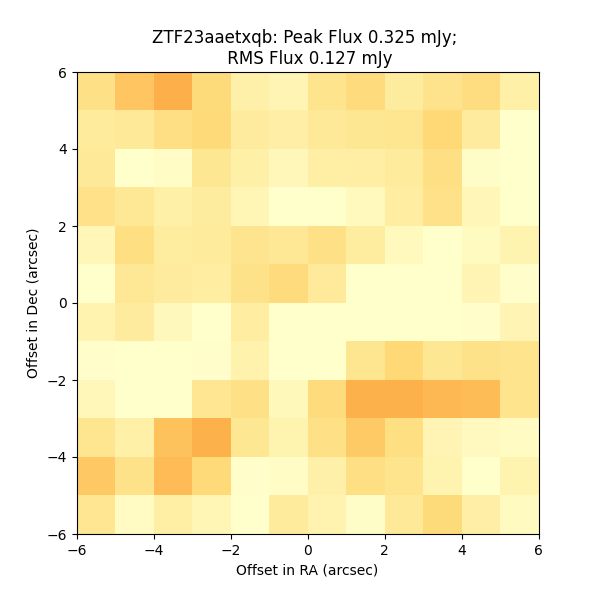 ZTF23aaetxqb: Peak Flux 0.325 mJy;
RMS Flux 0.127 mJy
6
4
2
0
−2
−4
−6
Offset in Dec (arcsec)
−6 −4 −2 0 2 4 6
Offset in RA (arcsec)